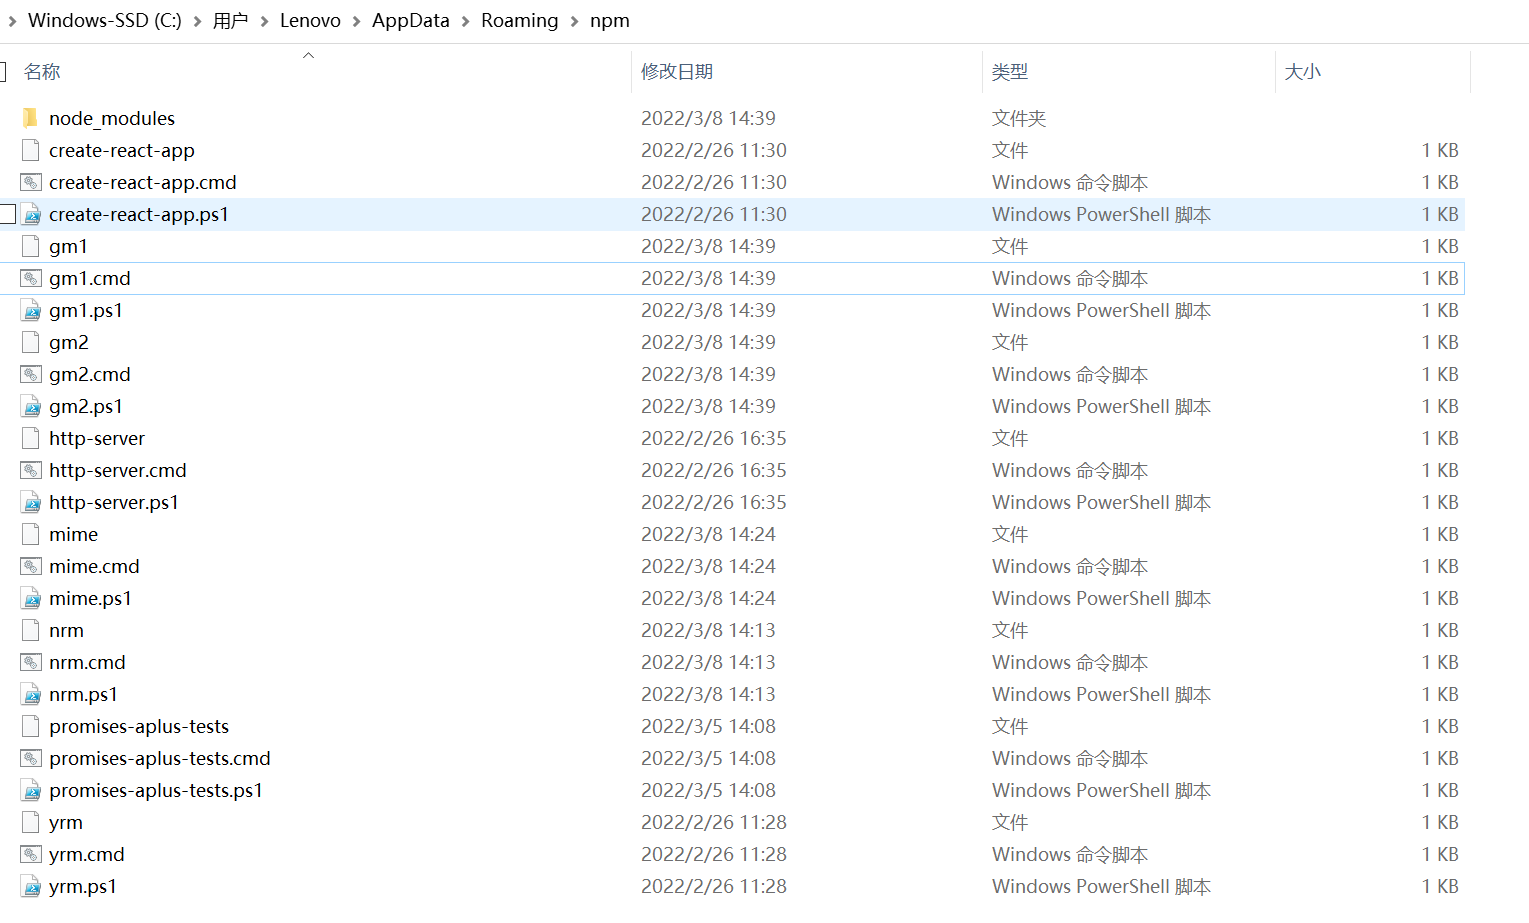 Windows-SSD (C:) > 用户 > Lenovo > AppData > Roaming > npm
名称 修改日期 类型 大小
node_modules 2022/3/8 14:39 文件夹
create-react-app 2022/2/26 11:30 文件 1 KB
create-react-app.cmd 2022/2/26 11:30 Windows 命令脚本 1 KB
create-react-app.ps1 2022/2/26 11:30 Windows PowerShell 脚本 1 KB
gm1 2022/3/8 14:39 文件 1 KB
gm1.cmd 2022/3/8 14:39 Windows 命令脚本 1 KB
gm1.ps1 2022/3/8 14:39 Windows PowerShell 脚本 1 KB
gm2 2022/3/8 14:39 文件 1 KB
gm2.cmd 2022/3/8 14:39 Windows 命令脚本 1 KB
gm2.ps1 2022/3/8 14:39 Windows PowerShell 脚本 1 KB
http-server 2022/2/26 16:35 文件 1 KB
http-server.cmd 2022/2/26 16:35 Windows 命令脚本 1 KB
http-server.ps1 2022/2/26 16:35 Windows PowerShell 脚本 1 KB
mime 2022/3/8 14:24 文件 1 KB
mime.cmd 2022/3/8 14:24 Windows 命令脚本 1 KB
mime.ps1 2022/3/8 14:24 Windows PowerShell 脚本 1 KB
nrm 2022/3/8 14:13 文件 1 KB
nrm.cmd 2022/3/8 14:13 Windows 命令脚本 1 KB
nrm.ps1 2022/3/8 14:13 Windows PowerShell 脚本 1 KB
promises-aplus-tests 2022/3/5 14:08 文件 1 KB
promises-aplus-tests.cmd 2022/3/5 14:08 Windows 命令脚本 1 KB
promises-aplus-tests.ps1 2022/3/5 14:08 Windows PowerShell 脚本 1 KB
yrm 2022/2/26 11:28 文件 1 KB
yrm.cmd 2022/2/26 11:28 Windows 命令脚本 1 KB
yrm.ps1 2022/2/26 11:28 Windows PowerShell 脚本 1 KB